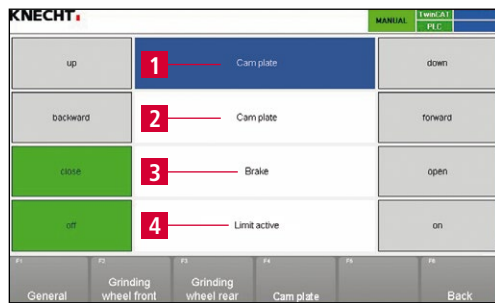 KNECHT
MANUAL
TwinCAT
PLC
up
1
Cam plate
down
backward
2
Cam plate
forward
close
3
Brake
open
off
4
Limit active
on
F1
General
F2
Grinding
wheel front
F3
Grinding
wheel rear
F4
Cam plate
F5
F6
Back